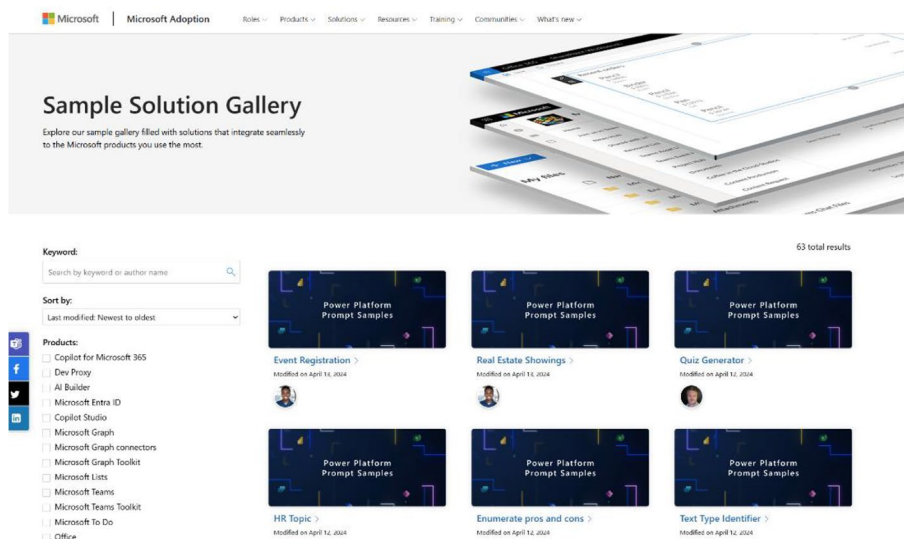 Microsoft
Microsoft Adoption
Roles
Products
Solutions
Resources
Training
Communities
What's new
Sample Solution Gallery
Explore our sample gallery filled with solutions that integrate seamlessly
to the Microsoft products you use the most.
My files
63 total results
Keyword:
Search by keyword or author name
Sort by:
Last modified: Newest to oldest
Products:
Copilot for Microsoft 365
Dev Proxy
AI Builder
Microsoft Entra ID
Copilot Studio
Microsoft Graph
Microsoft Graph connectors
Microsoft Graph Toolkit
Microsoft Lists
Microsoft Teams
Microsoft Teams Toolkit
Microsoft To Do
Office
Power Platform
Prompt Samples
Event Registration
Modified on April 18, 2024
Power Platform
Prompt Samples
Real Estate Showings
Modified on April 18, 2024
Power Platform
Prompt Samples
Quiz Generator
Modified on April 12, 2024
Power Platform
Prompt Samples
HR Topic
Modified on April 12, 2024
Power Platform
Prompt Samples
Enumerate pros and cons
Modified on April 12, 2024
Power Platform
Prompt Samples
Text Type Identifier
Modified on April 12, 2024